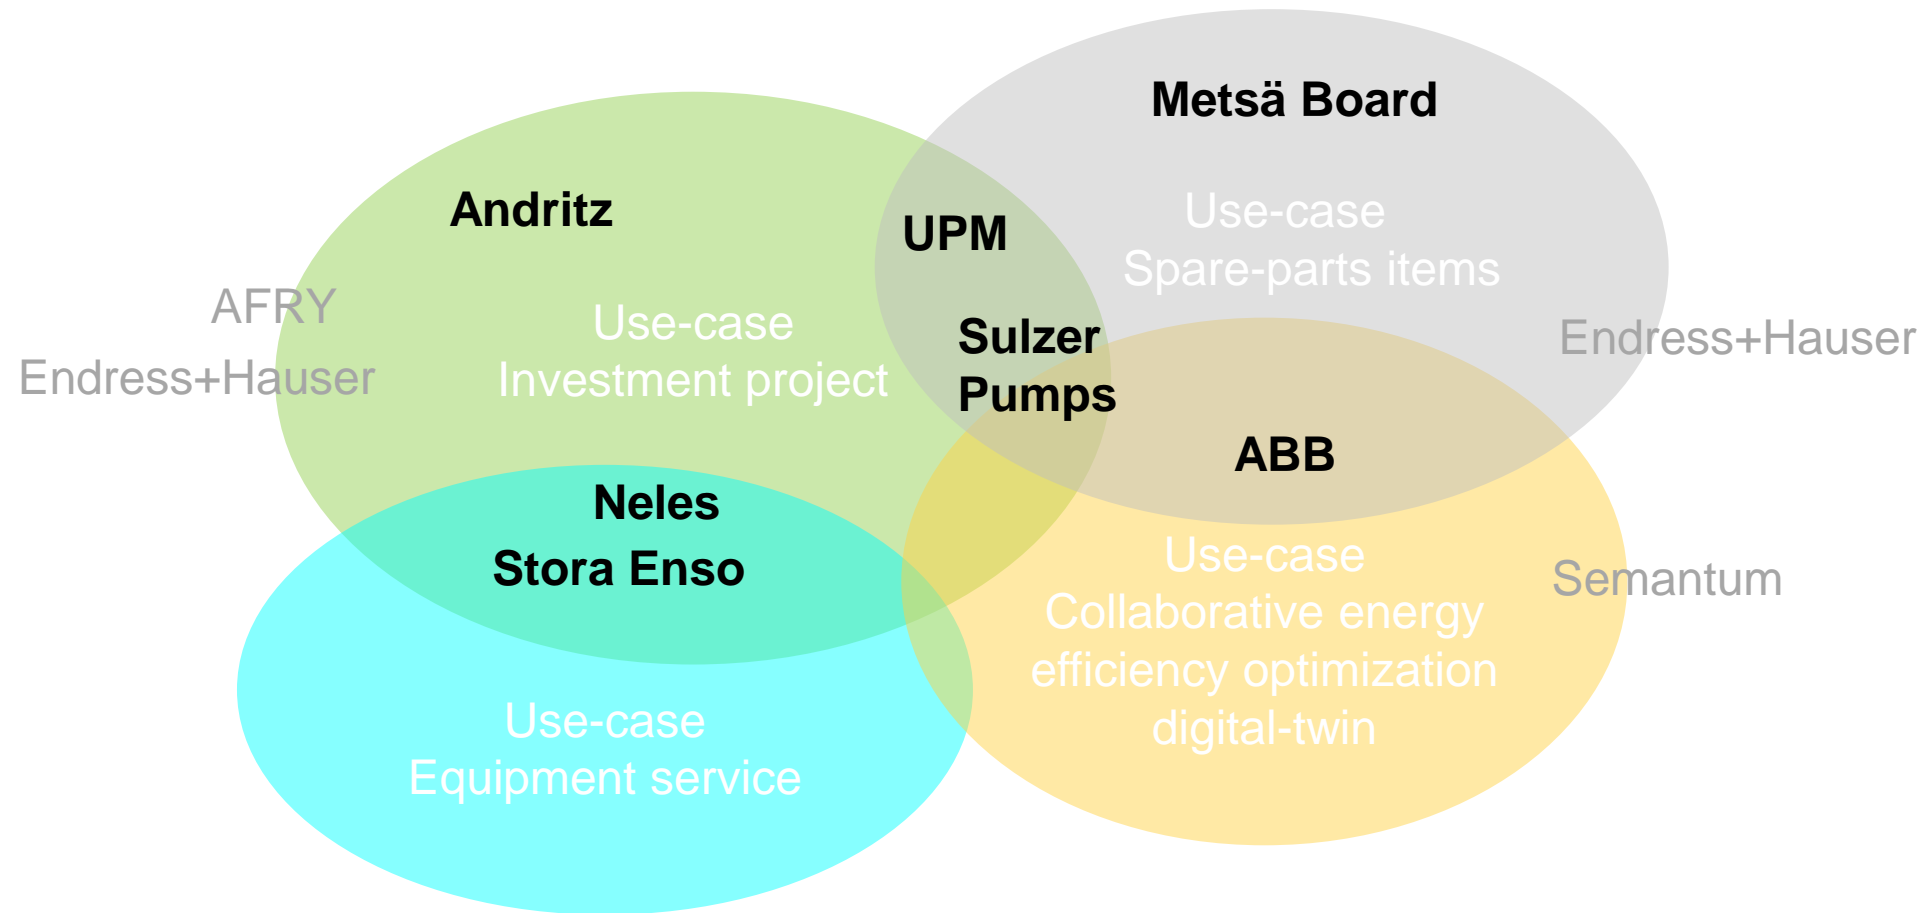 Metsä Board
Andritz
UPM
Use-case
Spare-parts items
AFRY
Endress+Hauser
Use-case
Investment project
Sulzer
Pumps
Endress+Hauser
ABB
Neles
Stora Enso
Use-case
Collaborative energy
efficiency optimization
digital-twin
Semantum
Use-case
Equipment service